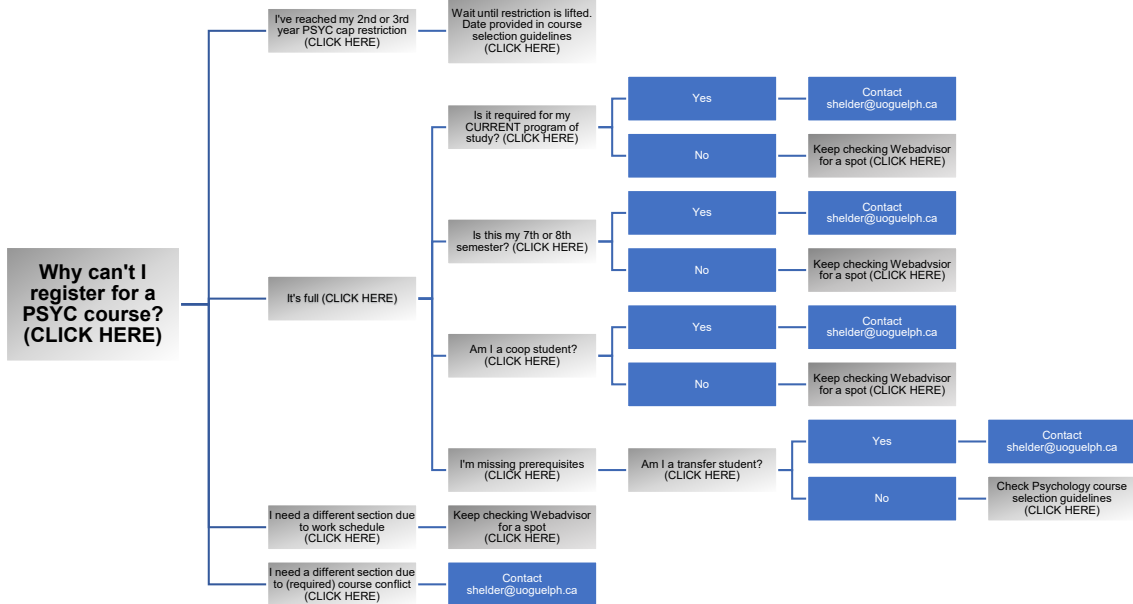 Why can't I
register for a
PSYC course?
(CLICK HERE)
I've reached my 2nd or 3rd
year PSYC cap restriction
(CLICK HERE)
Wait until restriction is lifted.
Date provided in course
selection guidelines
(CLICK HERE)
It's full (CLICK HERE)
Is it required for my
CURRENT program of
study? (CLICK HERE)
Yes
Contact
shelder@uoguelph.ca
No
Keep checking Webadvisor
for a spot (CLICK HERE)
Is this my 7th or 8th
semester? (CLICK HERE)
Yes
Contact
shelder@uoguelph.ca
No
Keep checking Webadvsior
for a spot (CLICK HERE)
Am I a coop student?
(CLICK HERE)
Yes
Contact
shelder@uoguelph.ca
No
Keep checking Webadvisor
for a spot (CLICK HERE)
I'm missing prerequisites
(CLICK HERE)
Am I a transfer student?
(CLICK HERE)
Yes
Contact
shelder@uoguelph.ca
No
Check Psychology course
selection guidelines
(CLICK HERE)
I need a different section due
to work schedule
(CLICK HERE)
Keep checking Webadvisor
for a spot
(CLICK HERE)
I need a different section due
to (required) course conflict
(CLICK HERE)
Contact
shelder@uoguelph.ca